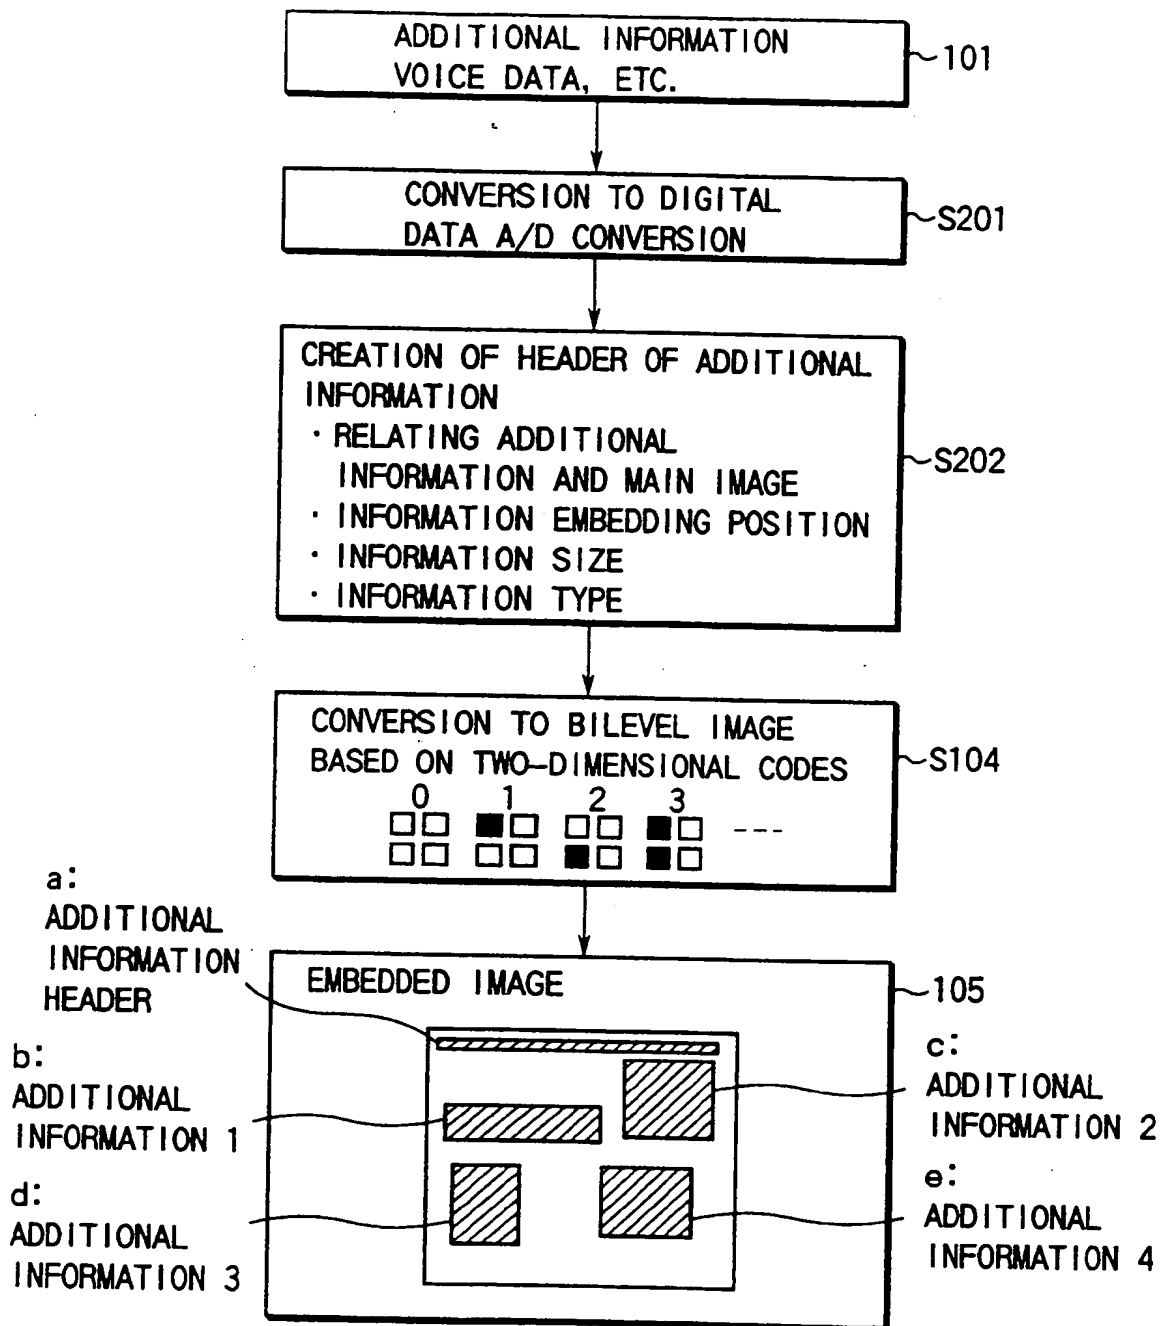 ADDITIONAL INFORMATION
VOICE DATA, ETC.
101
CONVERSION TO DIGITAL
DATA A/D CONVERSION
S201
CREATION OF HEADER OF ADDITIONAL
INFORMATION
· RELATING ADDITIONAL
INFORMATION AND MAIN IMAGE
· INFORMATION EMBEDDING POSITION
· INFORMATION SIZE
· INFORMATION TYPE
S202
CONVERSION TO BILEVEL IMAGE
BASED ON TWO-DIMENSIONAL CODES
0 1 2 3
---
S104
a:
ADDITIONAL
INFORMATION
HEADER
EMBEDDED IMAGE
105
b:
ADDITIONAL
INFORMATION 1
c:
ADDITIONAL
INFORMATION 2
d:
ADDITIONAL
INFORMATION 3
e:
ADDITIONAL
INFORMATION 4